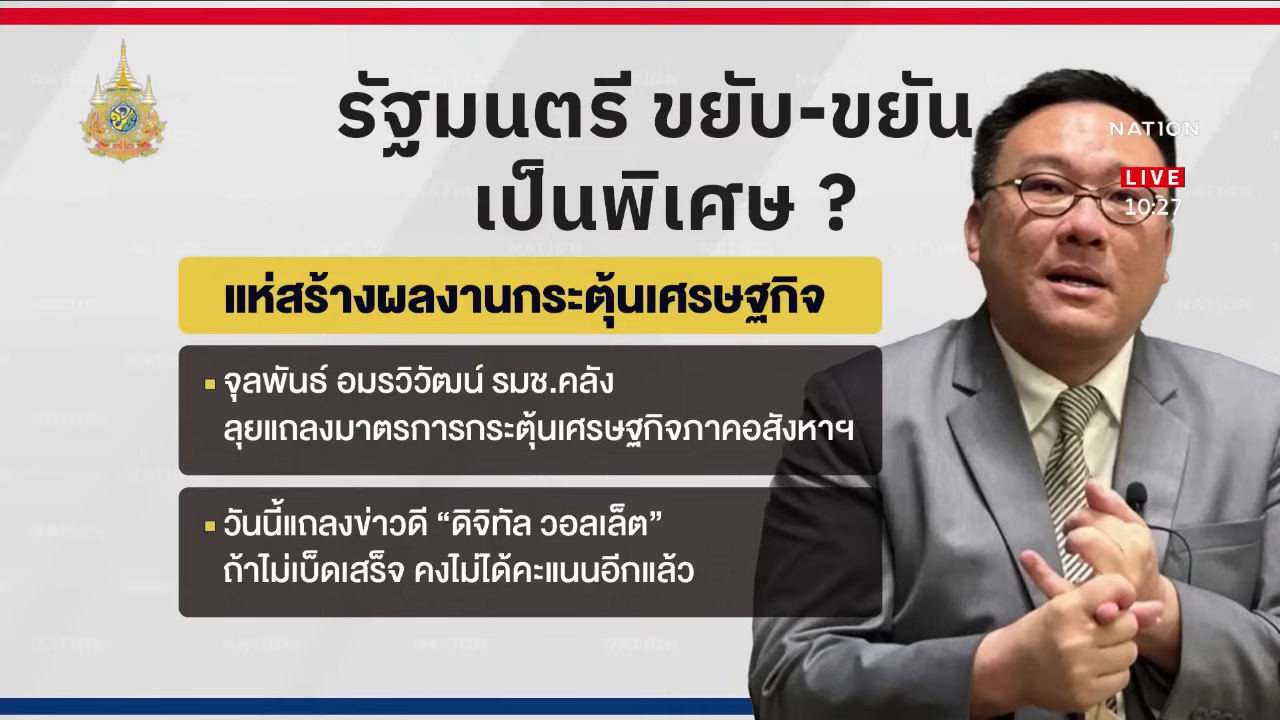 รัฐมนตรี ขยับ-ขยัน
เป็นพิเศษ ?
NATION
LIVE
10:27
แห่สร้างผลงานกระตุ้นเศรษฐกิจ
จุลพันธ์ อมรวิวัฒน์ รมช.คลัง
ลุยแถลงมาตรการกระตุ้นเศรษฐกิจภาคอสังหาฯ
วันนี้แถลงข่าวดี “ดิจิทัล วอลเล็ต”
ถ้าไม่เบ็ดเสร็จ คงไม่ได้คะแนนอีกแล้ว